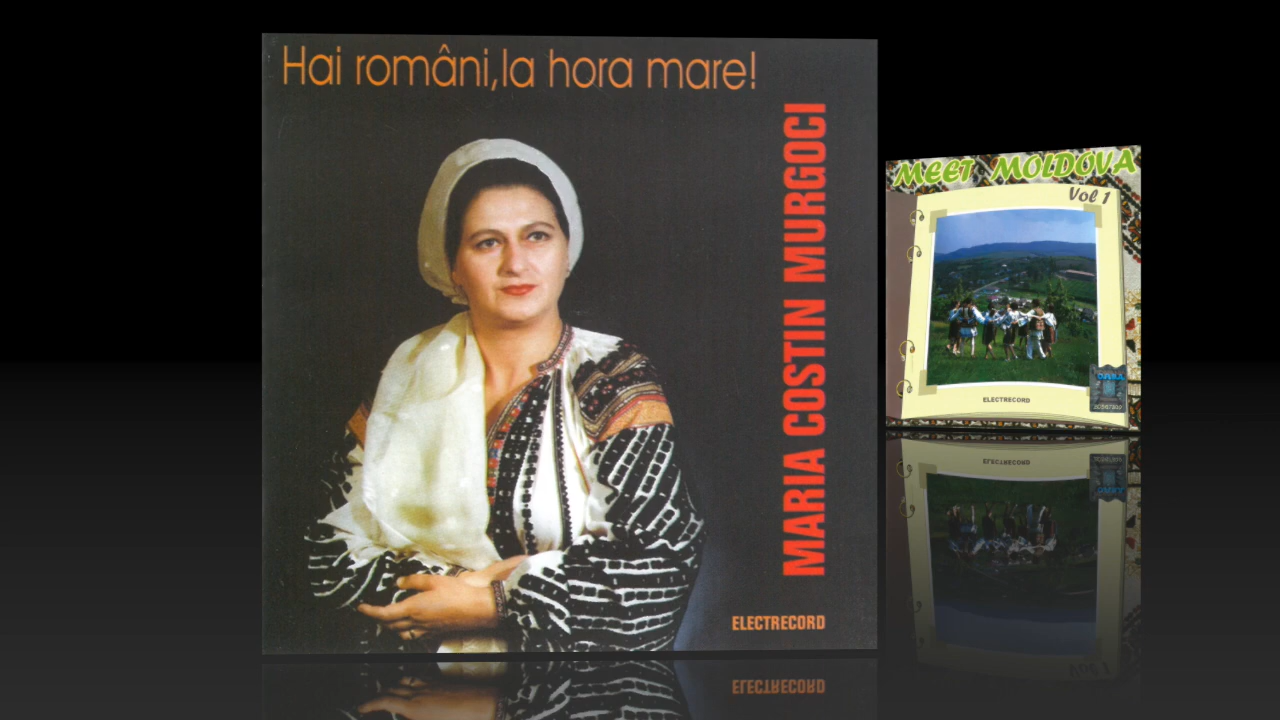 Hai români, la hora mare!
MARIA COSTIN MURGOCI
ELECTRECORD
MEET MOLDOVA
Vol 1
ELECTRECORD